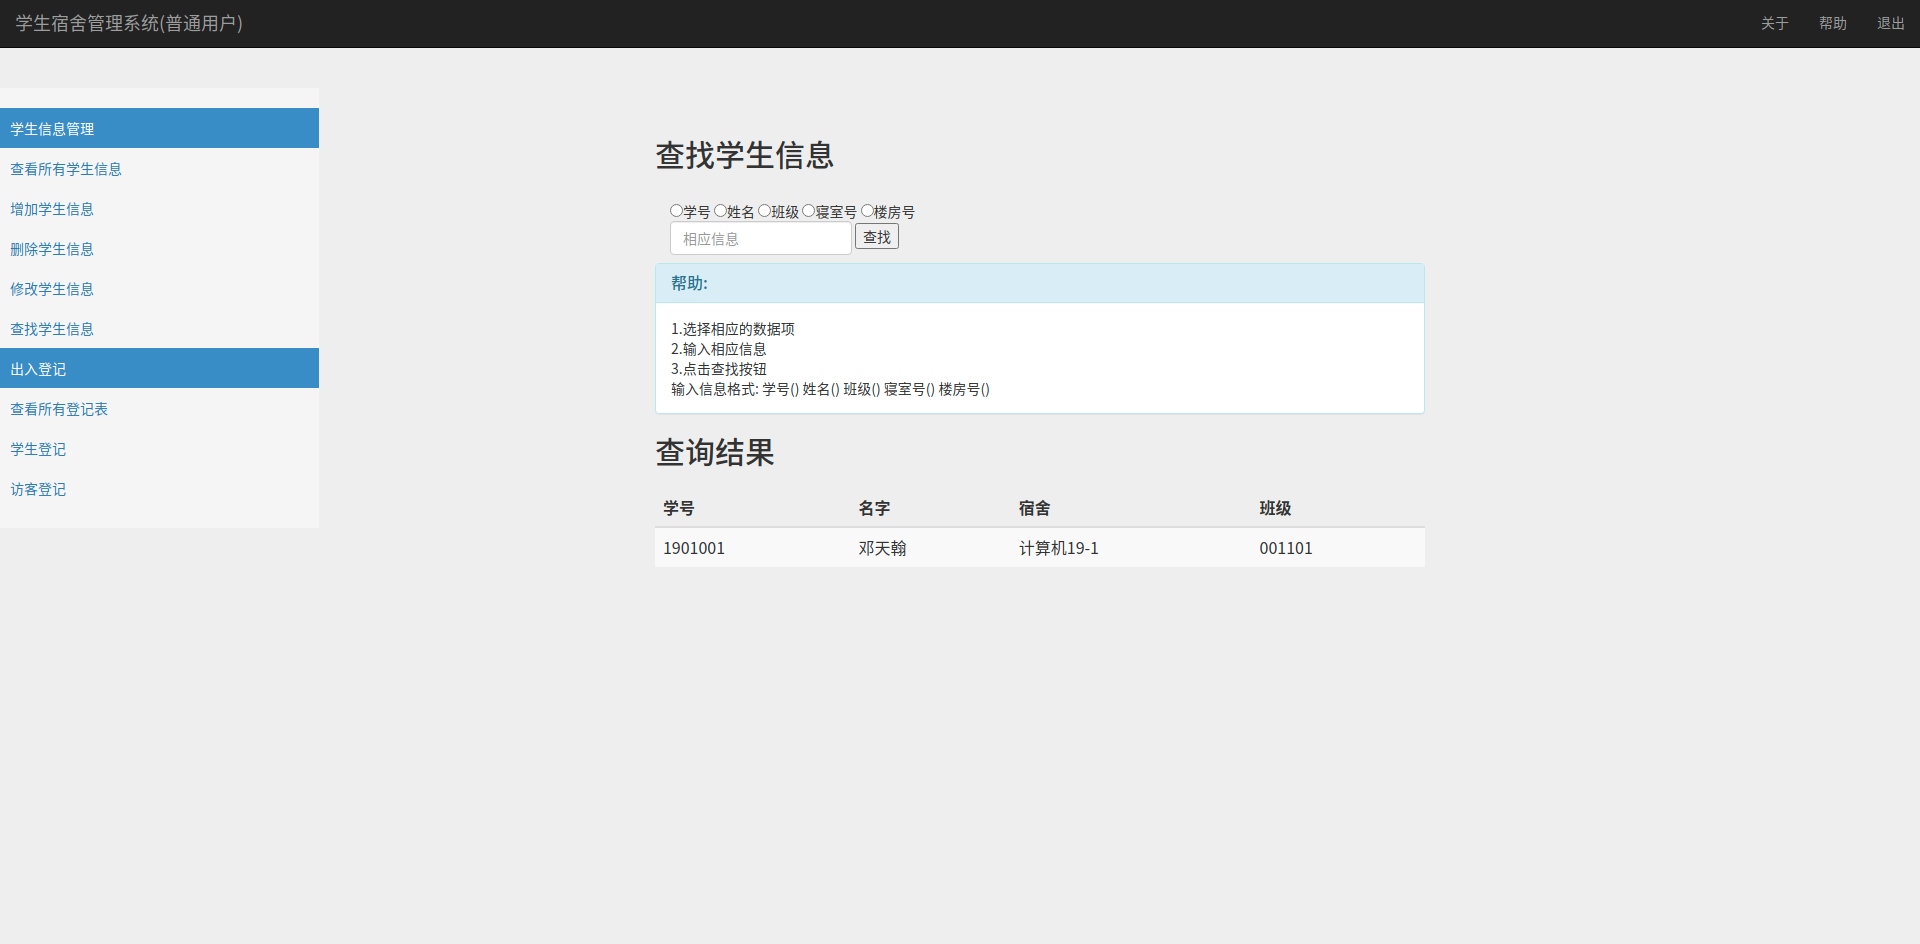 学生宿舍管理系统(普通用户) 关于 帮助 退出
学生信息管理
查看所有学生信息
增加学生信息
删除学生信息
修改学生信息
查找学生信息
出入登记
查看所有登记表
学生登记
访客登记
查找学生信息
学号 姓名 班级 寝室号 楼房号
相应信息 查找
帮助:
1.选择相应的数据项
2.输入相应信息
3.点击查找按钮
输入信息格式: 学号() 姓名() 班级() 寝室号() 楼房号()
查询结果
学号 名字 宿舍 班级
1901001 邓天翰 计算机19-1 001101